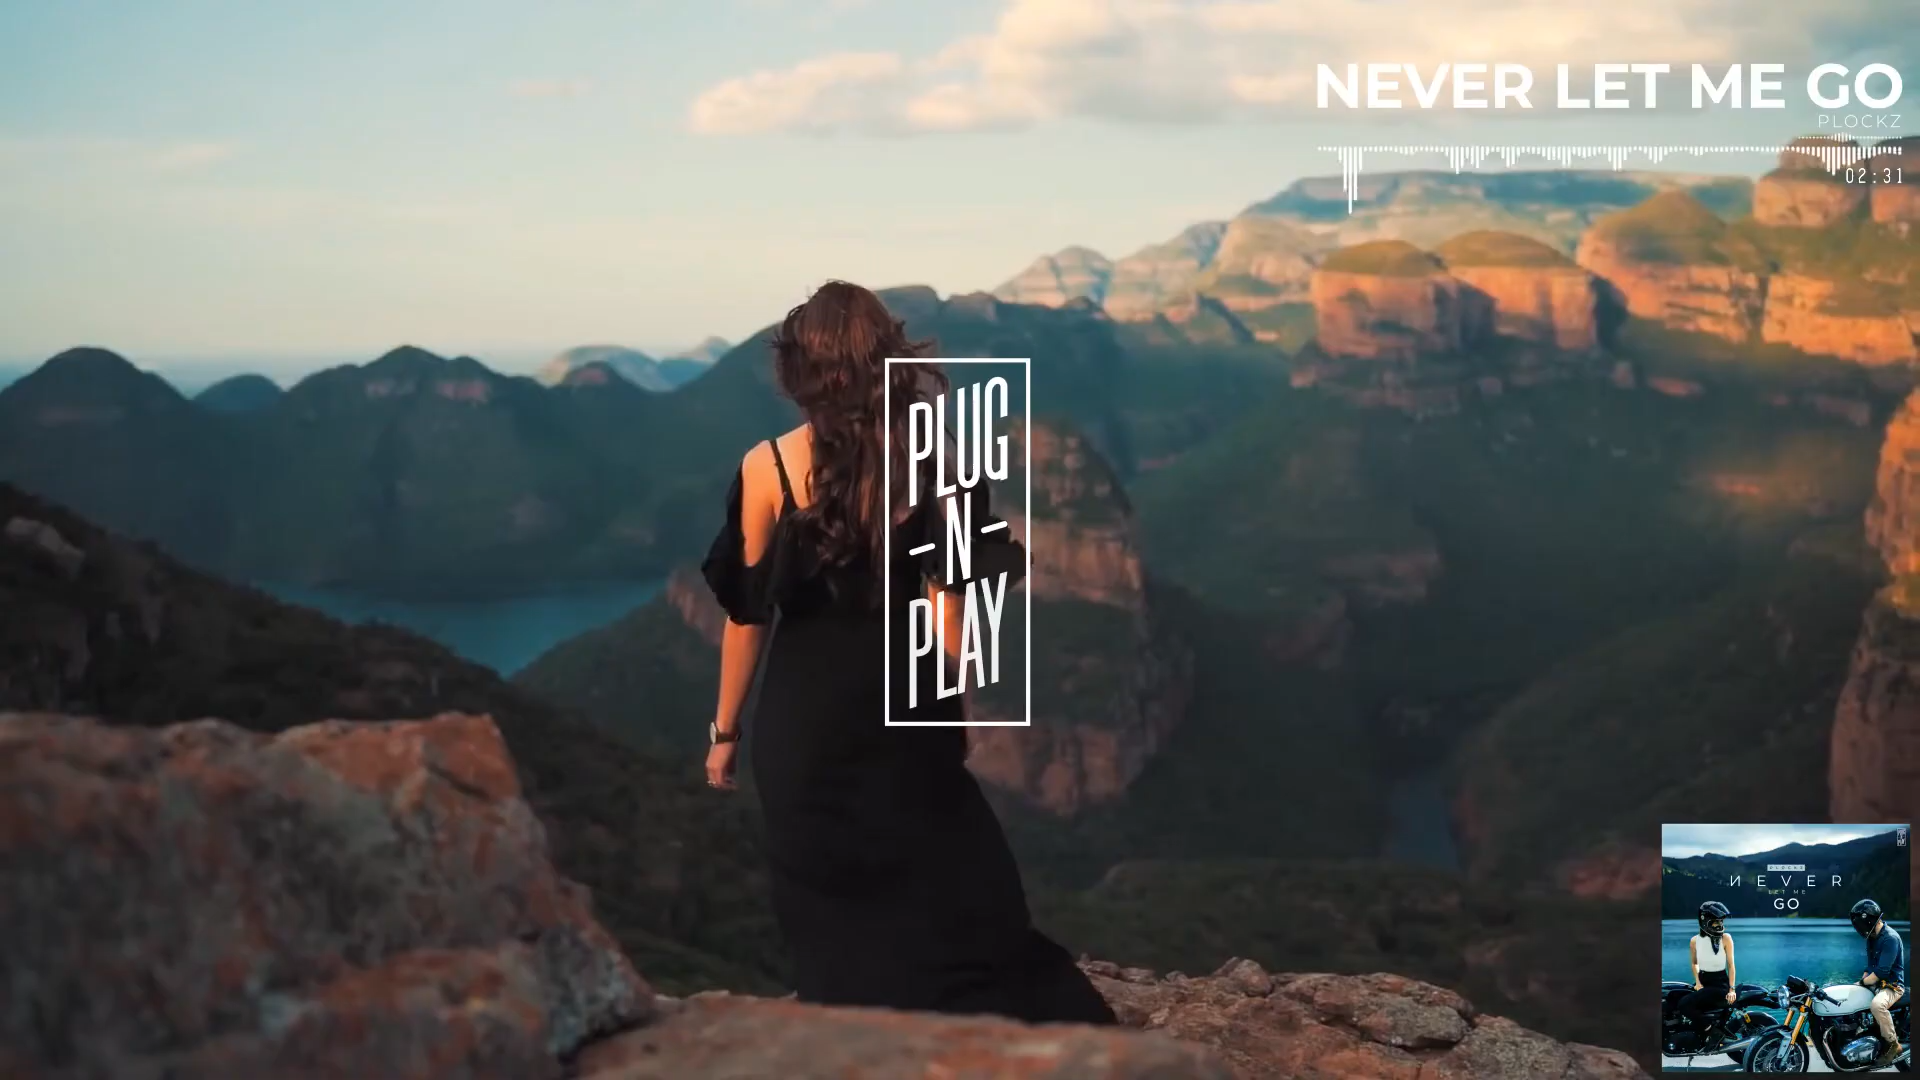 NEVER LET ME GO
PLOCKZ
02:31
PLUG
-N-
PLAY
NEVER
LET ME
GO